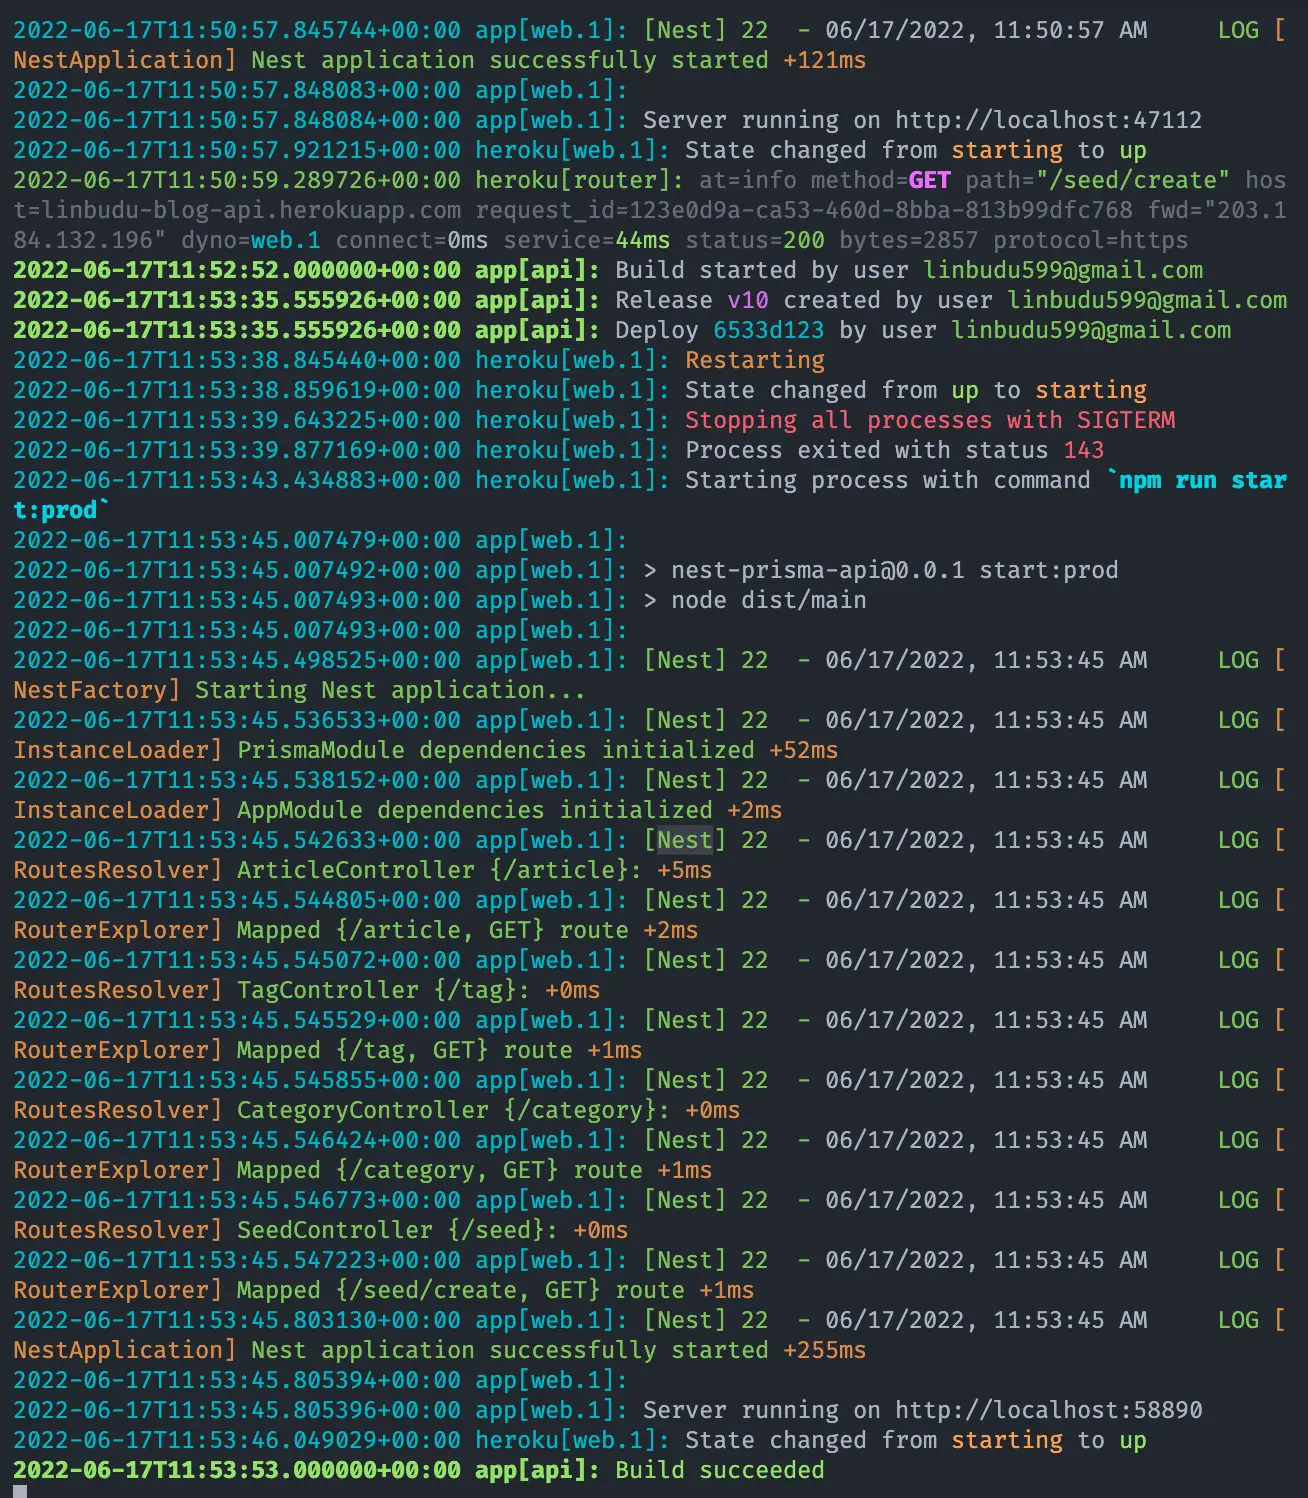 2022-06-17T11:50:57.845744+00:00 app[web.1]: [Nest] 22  - 06/17/2022, 11:50:57 AM     LOG [
NestApplication] Nest application successfully started +121ms
2022-06-17T11:50:57.848083+00:00 app[web.1]:
2022-06-17T11:50:57.848084+00:00 app[web.1]: Server running on http://localhost:47112
2022-06-17T11:50:57.921215+00:00 heroku[web.1]: State changed from starting to up
2022-06-17T11:50:59.289726+00:00 heroku[router]: at=info method=GET path="/seed/create" hos
t=linbudu-blog-api.herokuapp.com request_id=123e0d9a-ca53-460d-8bba-813b99dfc768 fwd="203.1
84.132.196" dyno=web.1 connect=0ms service=44ms status=200 bytes=2857 protocol=https
2022-06-17T11:52:52.000000+00:00 app[api]: Build started by user linbudu599@gmail.com
2022-06-17T11:53:35.555926+00:00 app[api]: Release v10 created by user linbudu599@gmail.com
2022-06-17T11:53:35.555926+00:00 app[api]: Deploy 6533d123 by user linbudu599@gmail.com
2022-06-17T11:53:38.845440+00:00 heroku[web.1]: Restarting
2022-06-17T11:53:38.859619+00:00 heroku[web.1]: State changed from up to starting
2022-06-17T11:53:39.643225+00:00 heroku[web.1]: Stopping all processes with SIGTERM
2022-06-17T11:53:39.877169+00:00 heroku[web.1]: Process exited with status 143
2022-06-17T11:53:43.434883+00:00 heroku[web.1]: Starting process with command `npm run star
t:prod`
2022-06-17T11:53:45.007479+00:00 app[web.1]:
2022-06-17T11:53:45.007492+00:00 app[web.1]: > nest-prisma-api@0.0.1 start:prod
2022-06-17T11:53:45.007493+00:00 app[web.1]: > node dist/main
2022-06-17T11:53:45.007493+00:00 app[web.1]:
2022-06-17T11:53:45.498525+00:00 app[web.1]: [Nest] 22  - 06/17/2022, 11:53:45 AM     LOG [
NestFactory] Starting Nest application...
2022-06-17T11:53:45.536533+00:00 app[web.1]: [Nest] 22  - 06/17/2022, 11:53:45 AM     LOG [
InstanceLoader] PrismaModule dependencies initialized +52ms
2022-06-17T11:53:45.538152+00:00 app[web.1]: [Nest] 22  - 06/17/2022, 11:53:45 AM     LOG [
InstanceLoader] AppModule dependencies initialized +2ms
2022-06-17T11:53:45.542633+00:00 app[web.1]: [Nest] 22  - 06/17/2022, 11:53:45 AM     LOG [
RoutesResolver] ArticleController {/article}: +5ms
2022-06-17T11:53:45.544805+00:00 app[web.1]: [Nest] 22  - 06/17/2022, 11:53:45 AM     LOG [
RouterExplorer] Mapped {/article, GET} route +2ms
2022-06-17T11:53:45.545072+00:00 app[web.1]: [Nest] 22  - 06/17/2022, 11:53:45 AM     LOG [
RoutesResolver] TagController {/tag}: +0ms
2022-06-17T11:53:45.545529+00:00 app[web.1]: [Nest] 22  - 06/17/2022, 11:53:45 AM     LOG [
RouterExplorer] Mapped {/tag, GET} route +1ms
2022-06-17T11:53:45.545855+00:00 app[web.1]: [Nest] 22  - 06/17/2022, 11:53:45 AM     LOG [
RoutesResolver] CategoryController {/category}: +0ms
2022-06-17T11:53:45.546424+00:00 app[web.1]: [Nest] 22  - 06/17/2022, 11:53:45 AM     LOG [
RouterExplorer] Mapped {/category, GET} route +1ms
2022-06-17T11:53:45.546773+00:00 app[web.1]: [Nest] 22  - 06/17/2022, 11:53:45 AM     LOG [
RoutesResolver] SeedController {/seed}: +0ms
2022-06-17T11:53:45.547223+00:00 app[web.1]: [Nest] 22  - 06/17/2022, 11:53:45 AM     LOG [
RouterExplorer] Mapped {/seed/create, GET} route +1ms
2022-06-17T11:53:45.803130+00:00 app[web.1]: [Nest] 22  - 06/17/2022, 11:53:45 AM     LOG [
NestApplication] Nest application successfully started +255ms
2022-06-17T11:53:45.805394+00:00 app[web.1]:
2022-06-17T11:53:45.805396+00:00 app[web.1]: Server running on http://localhost:58890
2022-06-17T11:53:46.049029+00:00 heroku[web.1]: State changed from starting to up
2022-06-17T11:53:53.000000+00:00 app[api]: Build succeeded